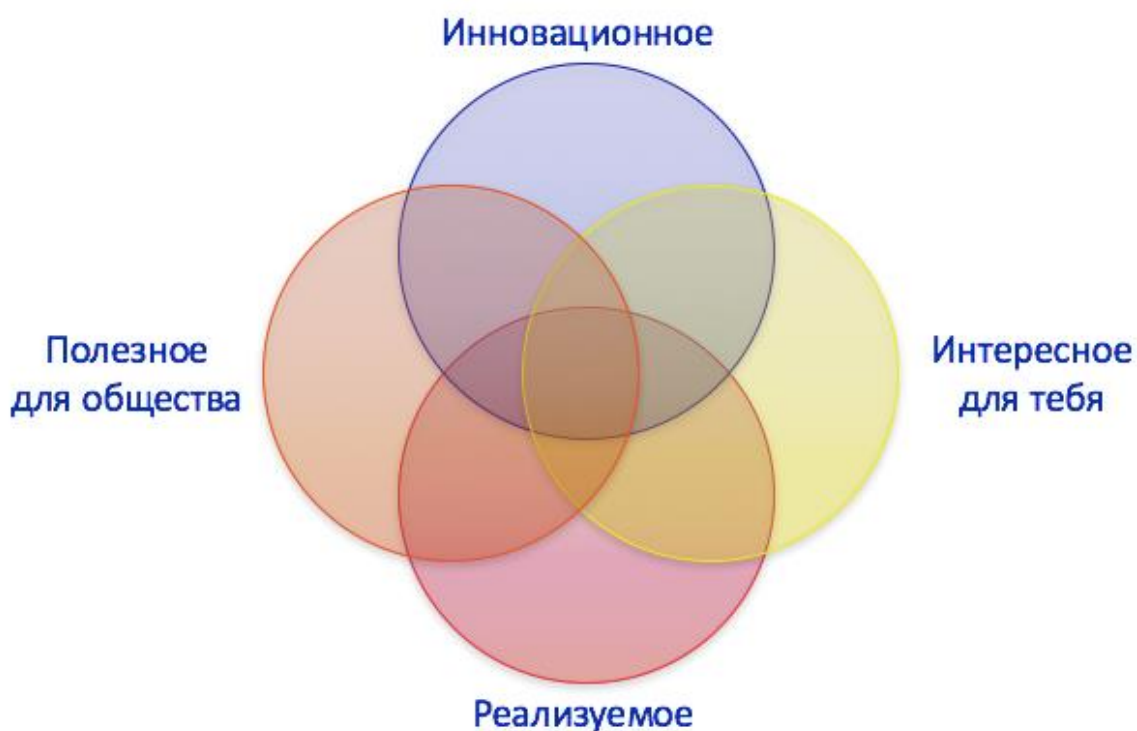 Инновационное
Полезное
для общества
Интересное
для тебя
Реализуемое